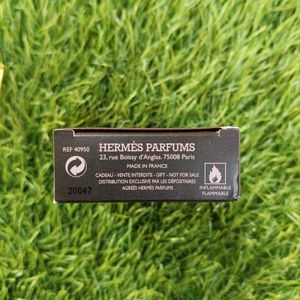 REF 40950
HERMÈS PARFUMS
23, rue Boissy d'Anglas. 75008 Paris
MADE IN FRANCE
CADEAU - VENTE INTERDITE - GIFT - NOT FOR SALE
DISTRIBUTION EXCLUSIVE PAR LES DÉPOSITAIRES
AGRÉÉS HERMÈS PARFUMS
20047
INFLAMMABLE
FLAMMABLE